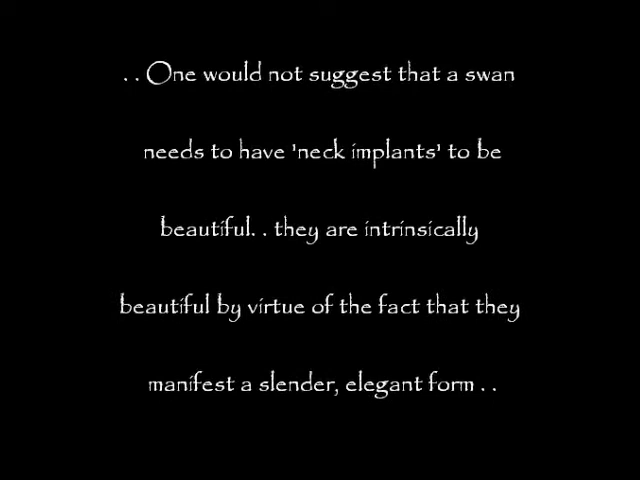 . . One would not suggest that a swan
needs to have 'neck implants' to be
beautiful. . they are intrinsically
beautiful by virtue of the fact that they
manifest a slender, elegant form . .